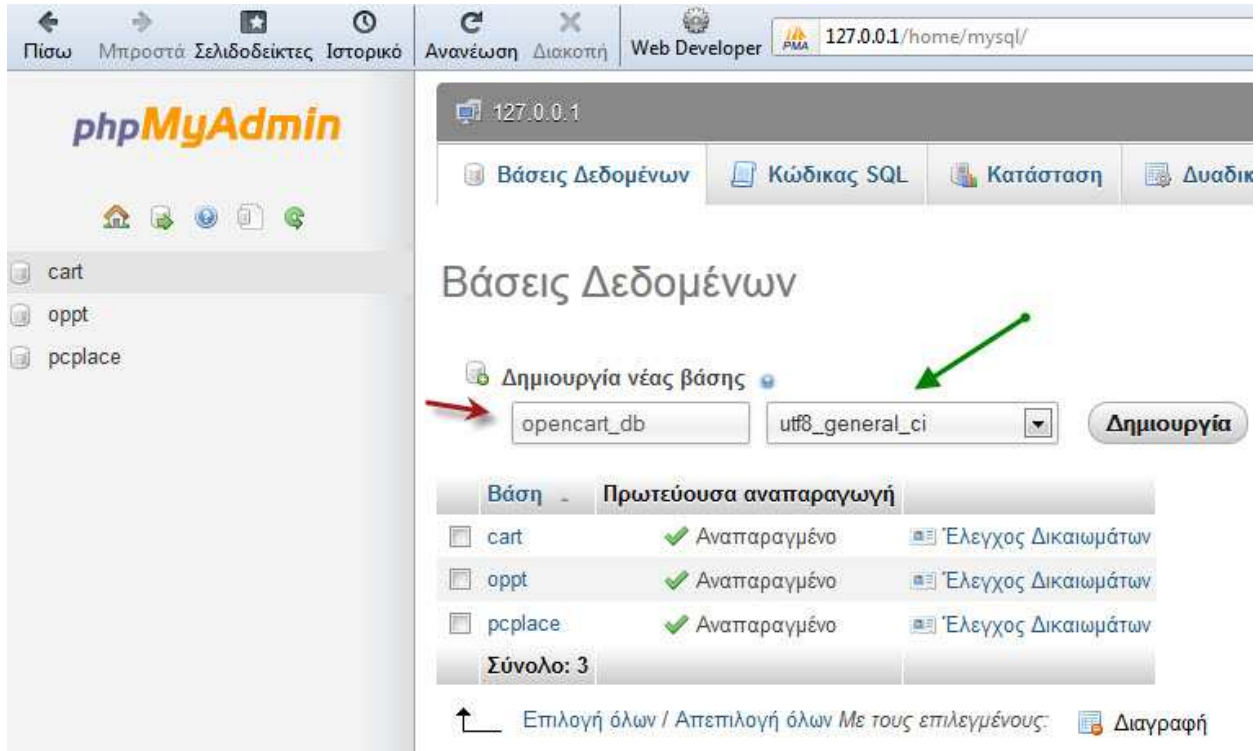 Πίσω Μπροστά Σελιδοδείκτες Ιστορικό Ανανέωση Διακοπή Web Developer PMA 127.0.0.1/home/mysql/
phpMyAdmin
127.0.0.1
Βάσεις Δεδομένων Κώδικας SQL Κατάσταση Δυαδικ
cart
oppt
pcplace
Βάσεις Δεδομένων
Δημιουργία νέας βάσης
opencart_db utf8_general_ci Δημιουργία
Βάση Πρωτεύουσα αναπαραγωγή
cart Αναπαραγμένο Έλεγχος Δικαιωμάτων
oppt Αναπαραγμένο Έλεγχος Δικαιωμάτων
pcplace Αναπαραγμένο Έλεγχος Δικαιωμάτων
Σύνολο: 3
Επιλογή όλων / Απεπιλογή όλων Με τους επιλεγμένους: Διαγραφή